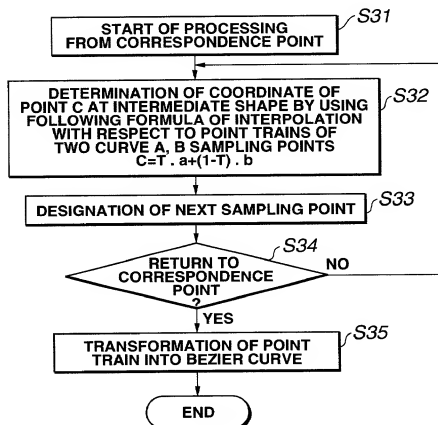 S31
START OF PROCESSING
FROM CORRESPONDENCE POINT
S32
DETERMINATION OF COORDINATE OF
POINT C AT INTERMEDIATE SHAPE BY USING
FOLLOWING FORMULA OF INTERPOLATION
WITH RESPECT TO POINT TRAINS OF
TWO CURVE A, B SAMPLING POINTS
C=T . a+(1-T) . b
S33
DESIGNATION OF NEXT SAMPLING POINT
S34
RETURN TO
CORRESPONDENCE
POINT
?
NO
YES
S35
TRANSFORMATION OF POINT
TRAIN INTO BEZIER CURVE
END